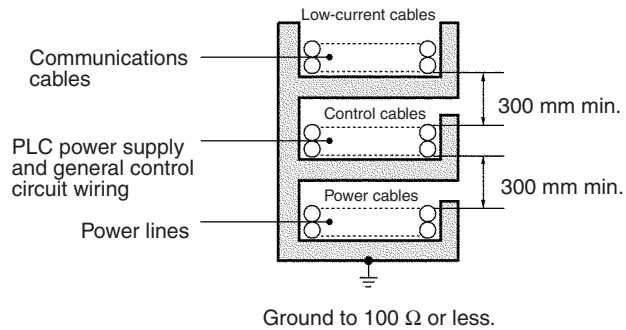 Low-current cables
Communications
cables
300 mm min.
Control cables
PLC power supply
and general control
circuit wiring
300 mm min.
Power cables
Power lines
Ground to 100 Ω or less.